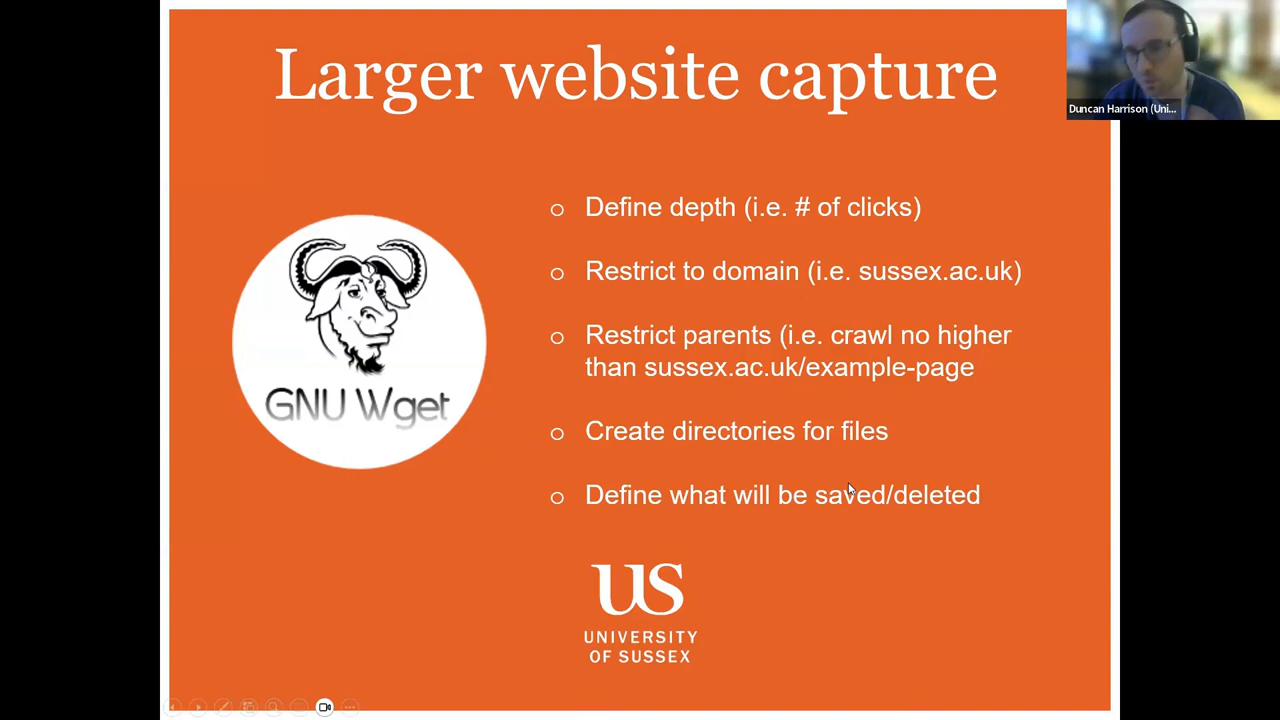 Larger website capture
Duncan Harrison (Uni...
o Define depth (i.e. # of clicks)
o Restrict to domain (i.e. sussex.ac.uk)
o Restrict parents (i.e. crawl no higher
than sussex.ac.uk/example-page
GNU Wget
o Create directories for files
o Define what will be saved/deleted
US
UNIVERSITY
OF SUSSEX